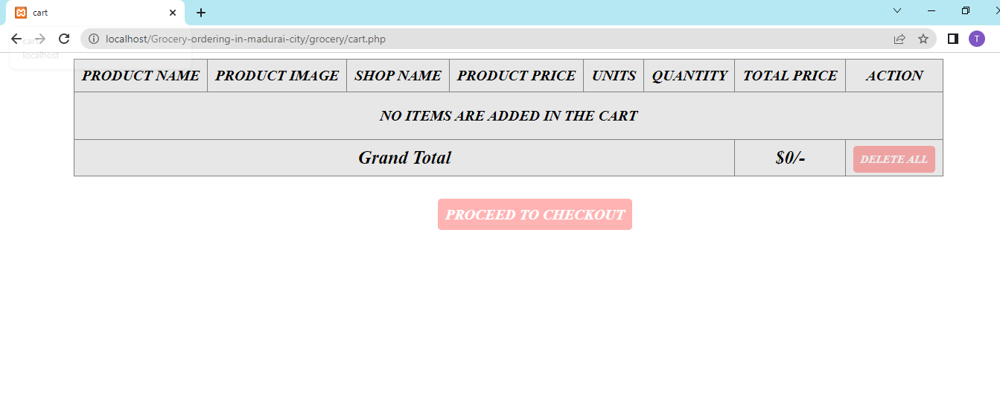 cart
localhost/Grocery-ordering-in-madurai-city/grocery/cart.php
T
cart
localhost
PRODUCT NAME PRODUCT IMAGE SHOP NAME PRODUCT PRICE UNITS QUANTITY TOTAL PRICE ACTION
NO ITEMS ARE ADDED IN THE CART
Grand Total $0/- DELETE ALL
PROCEED TO CHECKOUT